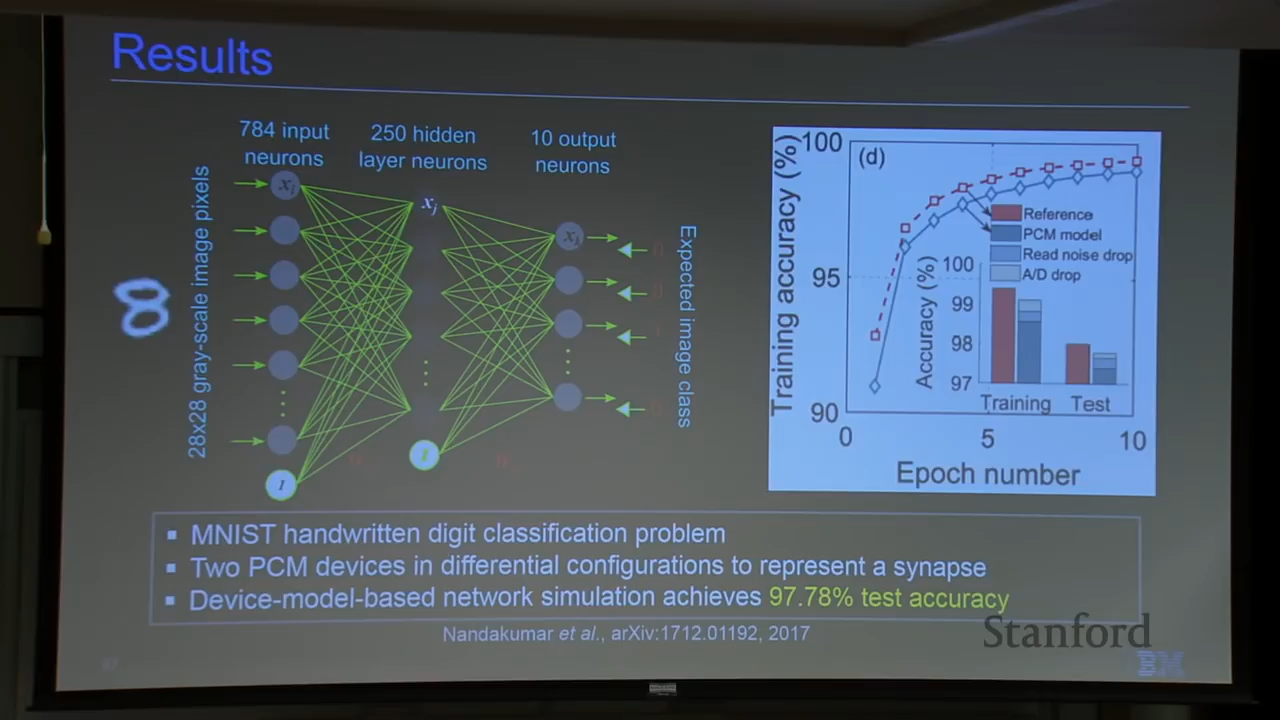 Results
784 input
neurons
250 hidden
layer neurons
10 output
neurons
28x28 gray-scale image pixels
8
xi
xj
xk
1
1
Expected image class
(d)
Training accuracy (%)
100
95
90
0
5
10
Epoch number
Reference
PCM model
Read noise drop
A/D drop
Accuracy (%)
100
99
98
97
Training
Test
▪ MNIST handwritten digit classification problem
▪ Two PCM devices in differential configurations to represent a synapse
▪ Device-model-based network simulation achieves 97.78% test accuracy
Nandakumar et al., arXiv:1712.01192, 2017
Stanford
IBM